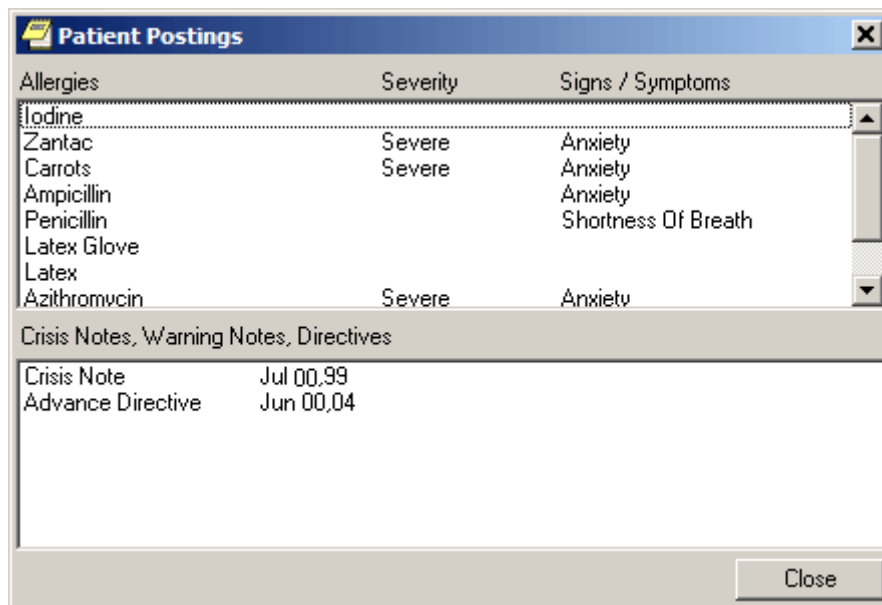 Patient Postings
Allergies Severity Signs / Symptoms
Iodine
Zantac Severe Anxiety
Carrots Severe Anxiety
Ampicillin Anxiety
Penicillin Shortness Of Breath
Latex Glove
Latex
Azithromycin Severe Anxiety
Crisis Notes, Warning Notes, Directives
Crisis Note Jul 00,99
Advance Directive Jun 00,04
Close